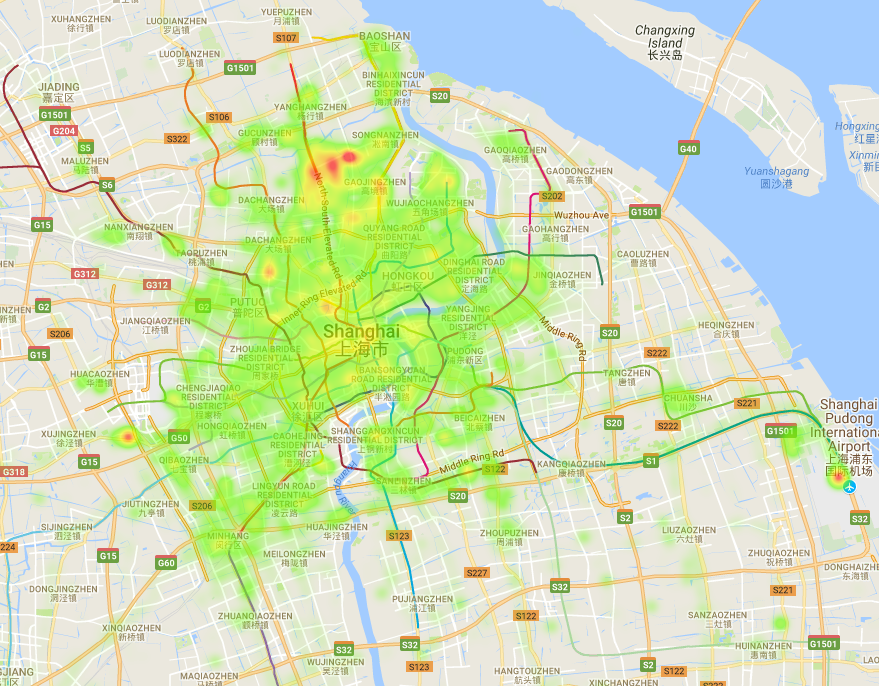 YUEPUZHEN
月浦镇
XUHANGZHEN
徐行镇
LUODIANZHEN
罗店镇
S107
BAOSHAN
宝山区
Changxing
Island
长兴岛
LUODIANZHEN
罗店镇
G1501
BINHAIXINCUN
RESIDENTIAL
DISTRICT
海滨新村
JIADING
嘉定区
S20
G1501
YANGHANGZHEN
杨行镇
S106
G204
GUCUNZHEN
顾村镇
SONGNANZHEN
淞南镇
S322
S5
G40
MALUZHEN
马陆镇
GAOQIAOZHEN
高桥镇
Yuanshagang
圆沙港
GAODONGZHEN
高东镇
S6
GAOJINGZHEN
高境镇
S202
DACHANGZHEN
大场镇
WUJIAOCHANGZHEN
五角场镇
Wuzhou Ave
G1501
G15
NANXIANGZHEN
南翔镇
North-South Elevated Rd
QUYANG ROAD
RESIDENTIAL
DISTRICT
曲阳路
GAOHANGZHEN
高行镇
DACHANGZHEN
大场镇
TAOPUZHEN
桃浦镇
CAOLUZHEN
曹路镇
G312
DINGHAI ROAD
RESIDENTIAL
DISTRICT
定海路
HONGKOU
虹口区
JINQIAOZHEN
金桥镇
G312
Inner Ring Elevated Rd
G2
G2
PUTUO
普陀区
YANGJING
RESIDENTIAL
DISTRICT
洋泾
JIANGQIAOZHEN
江桥镇
Shanghai
上海市
Middle Ring Rd
HEQINGZHEN
合庆镇
S206
S20
G15
ZHOUJIA BRIDGE
RESIDENTIAL
DISTRICT
周家桥
PUDONG
浦东新区
S222
HUACAOZHEN
华漕镇
BANSONGYUAN
ROAD RESIDENTIAL
DISTRICT
半淞园路
TANGZHEN
唐镇
CHENGJIAQIAO
RESIDENTIAL
DISTRICT
程家桥
CHUANSHA
川沙
S221
Shanghai
Pudong
International
Airport
上海浦东
国际机场
XUHUI
徐汇区
BEICAIZHEN
北蔡镇
S20
S222
G1501
HONGQIAOZHEN
虹桥镇
XUJINGZHEN
徐泾镇
G50
SHANGGANGXINCUN
RESIDENTIAL DISTRICT
上钢新村
CAOHEJING
RESIDENTIAL
DISTRICT
漕河泾
G15
QIBAOZHEN
七宝镇
Middle Ring Rd
S1
G318
S122
KANGQIAOZHEN
康桥镇
SANLINZHEN
三林镇
LINGYUN ROAD
RESIDENTIAL
DISTRICT
凌云路
S20
S206
JIUTINGZHEN
九亭镇
S2
S32
SIJINGZHEN
泗泾镇
HUAJINGZHEN
华泾镇
ZHOUPUZHEN
周浦镇
LIUZAOZHEN
六灶镇
MINHANG
闵行区
S123
224
G15
MEILONGZHEN
梅陇镇
ZHUQIAOZHEN
祝桥镇
G60
DONGHAIZHEN
东海镇
S227
DONGJINGZHEN
洞泾镇
S32
S221
PUJIANGZHEN
浦江镇
ZHUANQIAOZHEN
颛桥镇
S122
SANZAOZHEN
三灶镇
XINQIAOZHEN
新桥镇
S32
S32
HUINANZHEN
惠南镇
G1501
WUJINGZHEN
吴泾镇
S123
S2
S122
MAQIAOZHEN
马桥镇
HANGTOUZHEN
航头镇
XINCHANGZHEN